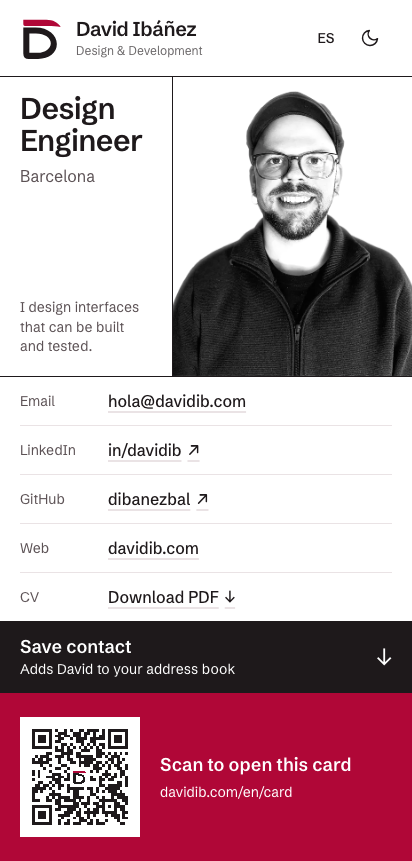 David Ibáñez
Design & Development
ES
Design
Engineer
Barcelona
I design interfaces
that can be built
and tested.
Email hola@davidib.com
LinkedIn in/davidib ↗
GitHub dibanezbal ↗
Web davidib.com
CV Download PDF ↓
Save contact
Adds David to your address book
Scan to open this card
davidib.com/en/card